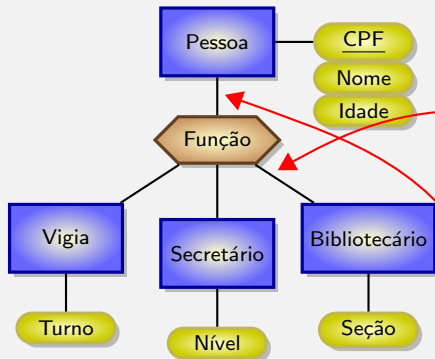 Pessoa
CPF
Nome
Idade
Função
Vigia
Secretário
Bibliotecário
Turno
Nível
Seção